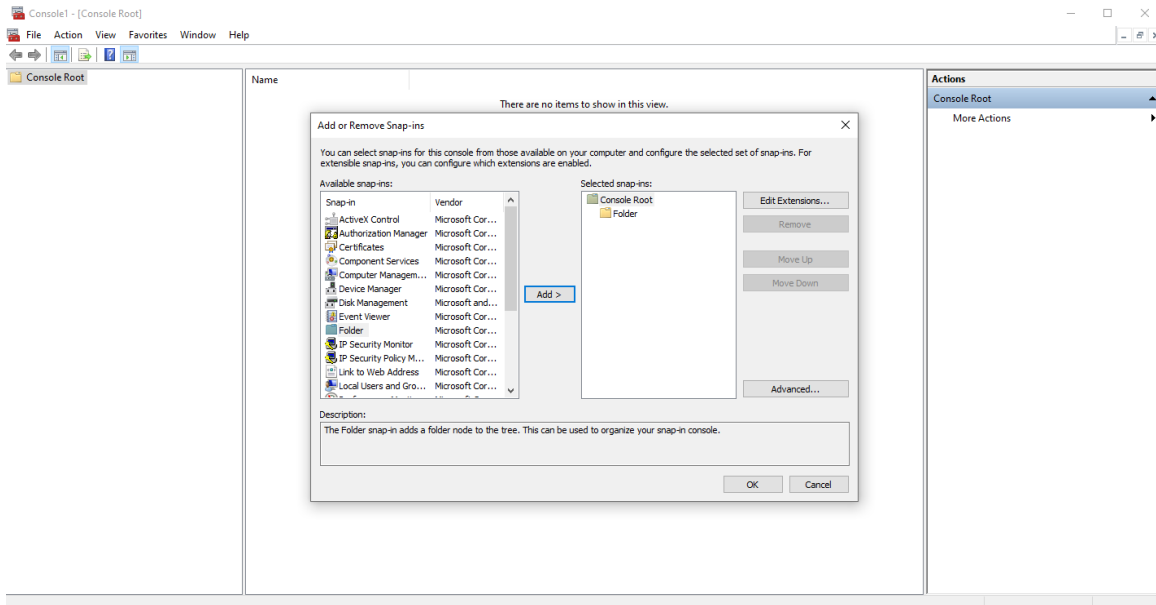 Console1 - [Console Root]
File Action View Favorites Window Help
Console Root
Name
There are no items to show in this view.
Actions
Console Root
More Actions
Add or Remove Snap-ins
You can select snap-ins for this console from those available on your computer and configure the selected set of snap-ins. For
extensible snap-ins, you can configure which extensions are enabled.
Available snap-ins:
Snap-in Vendor
ActiveX Control Microsoft Cor...
Authorization Manager Microsoft Cor...
Certificates Microsoft Cor...
Component Services Microsoft Cor...
Computer Managem... Microsoft Cor...
Device Manager Microsoft Cor...
Disk Management Microsoft and...
Event Viewer Microsoft Cor...
Folder Microsoft Cor...
IP Security Monitor Microsoft Cor...
IP Security Policy M... Microsoft Cor...
Link to Web Address Microsoft Cor...
Local Users and Gro... Microsoft Cor...
Add >
Selected snap-ins:
Console Root
Folder
Edit Extensions...
Remove
Move Up
Move Down
Advanced...
Description:
The Folder snap-in adds a folder node to the tree. This can be used to organize your snap-in console.
OK Cancel